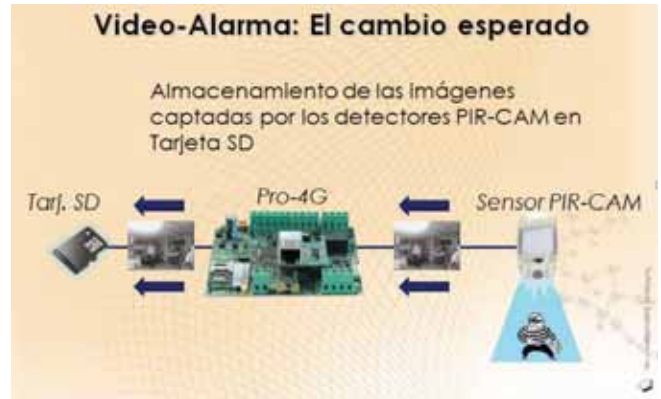 Video-Alarma: El cambio esperado
Almacenamiento de las imágenes
captadas por los detectores PIR-CAM en
Tarjeta SD
Tarj. SD
Pro-4G
Sensor PIR-CAM